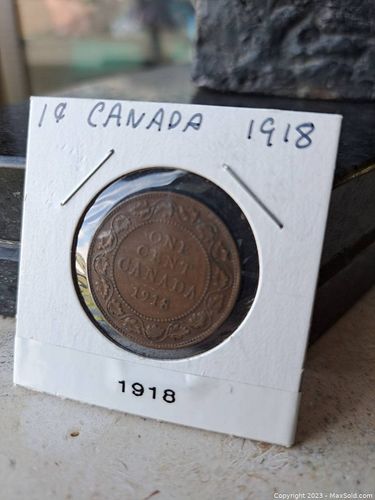 1¢ CANADA 1918
ONE
CENT
CANADA
1918
1918
Copyright 2023 - MaxSold.com